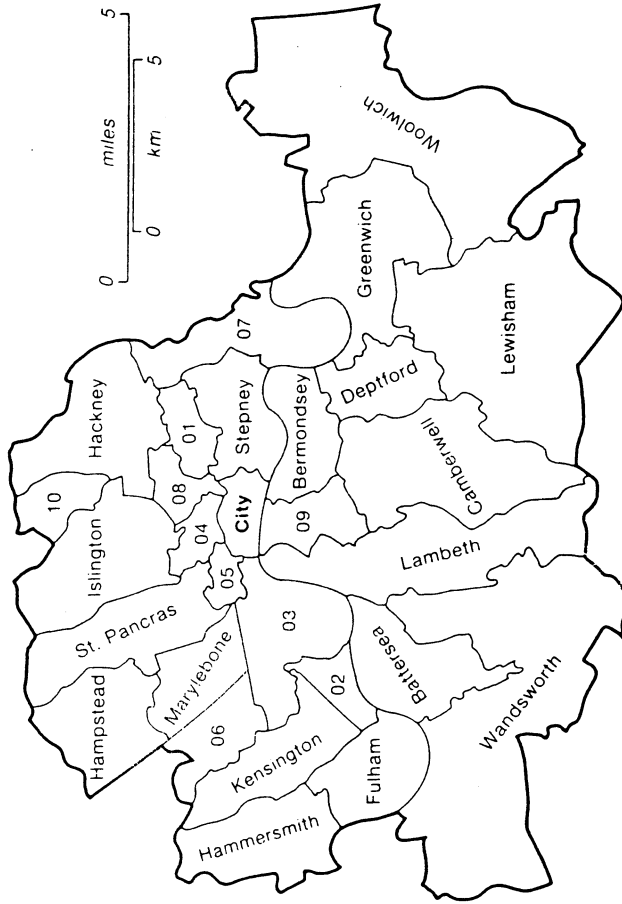 0 miles 5
0 km 5
Hampstead
St. Pancras
Islington
10
Hackney
Marylebone
06
05
04
08
01
07
Hammersmith
Kensington
03
City
Stepney
Fulham
02
09
Bermondsey
Battersea
Lambeth
Camberwell
Deptford
Greenwich
Woolwich
Wandsworth
Lewisham